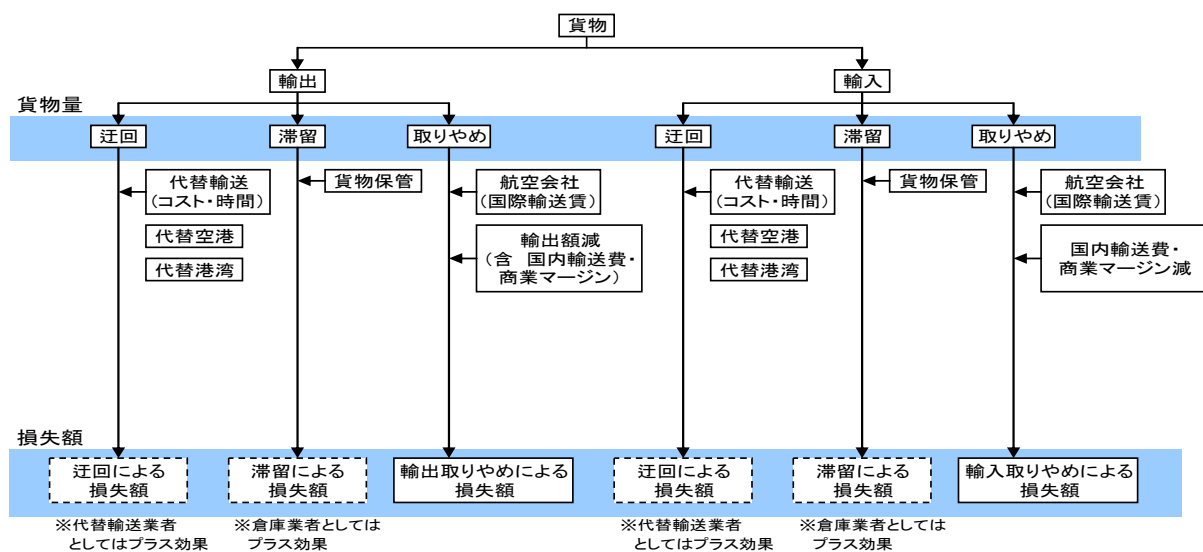 貨物
輸出
輸入
貨物量
迂回
滞留
取りやめ
迂回
滞留
取りやめ
代替輸送
(コスト・時間)
代替空港
代替港湾
貨物保管
航空会社
(国際輸送賃)
輸出額減
(含 国内輸送費・
商業マージン)
代替輸送
(コスト・時間)
代替空港
代替港湾
貨物保管
航空会社
(国際輸送賃)
国内輸送費・
商業マージン減
損失額
迂回による
損失額
滞留による
損失額
輸出取りやめによる
損失額
迂回による
損失額
滞留による
損失額
輸入取りやめによる
損失額
※代替輸送業者
としてはプラス効果
※倉庫業者としては
プラス効果
※代替輸送業者
としてはプラス効果
※倉庫業者としては
プラス効果